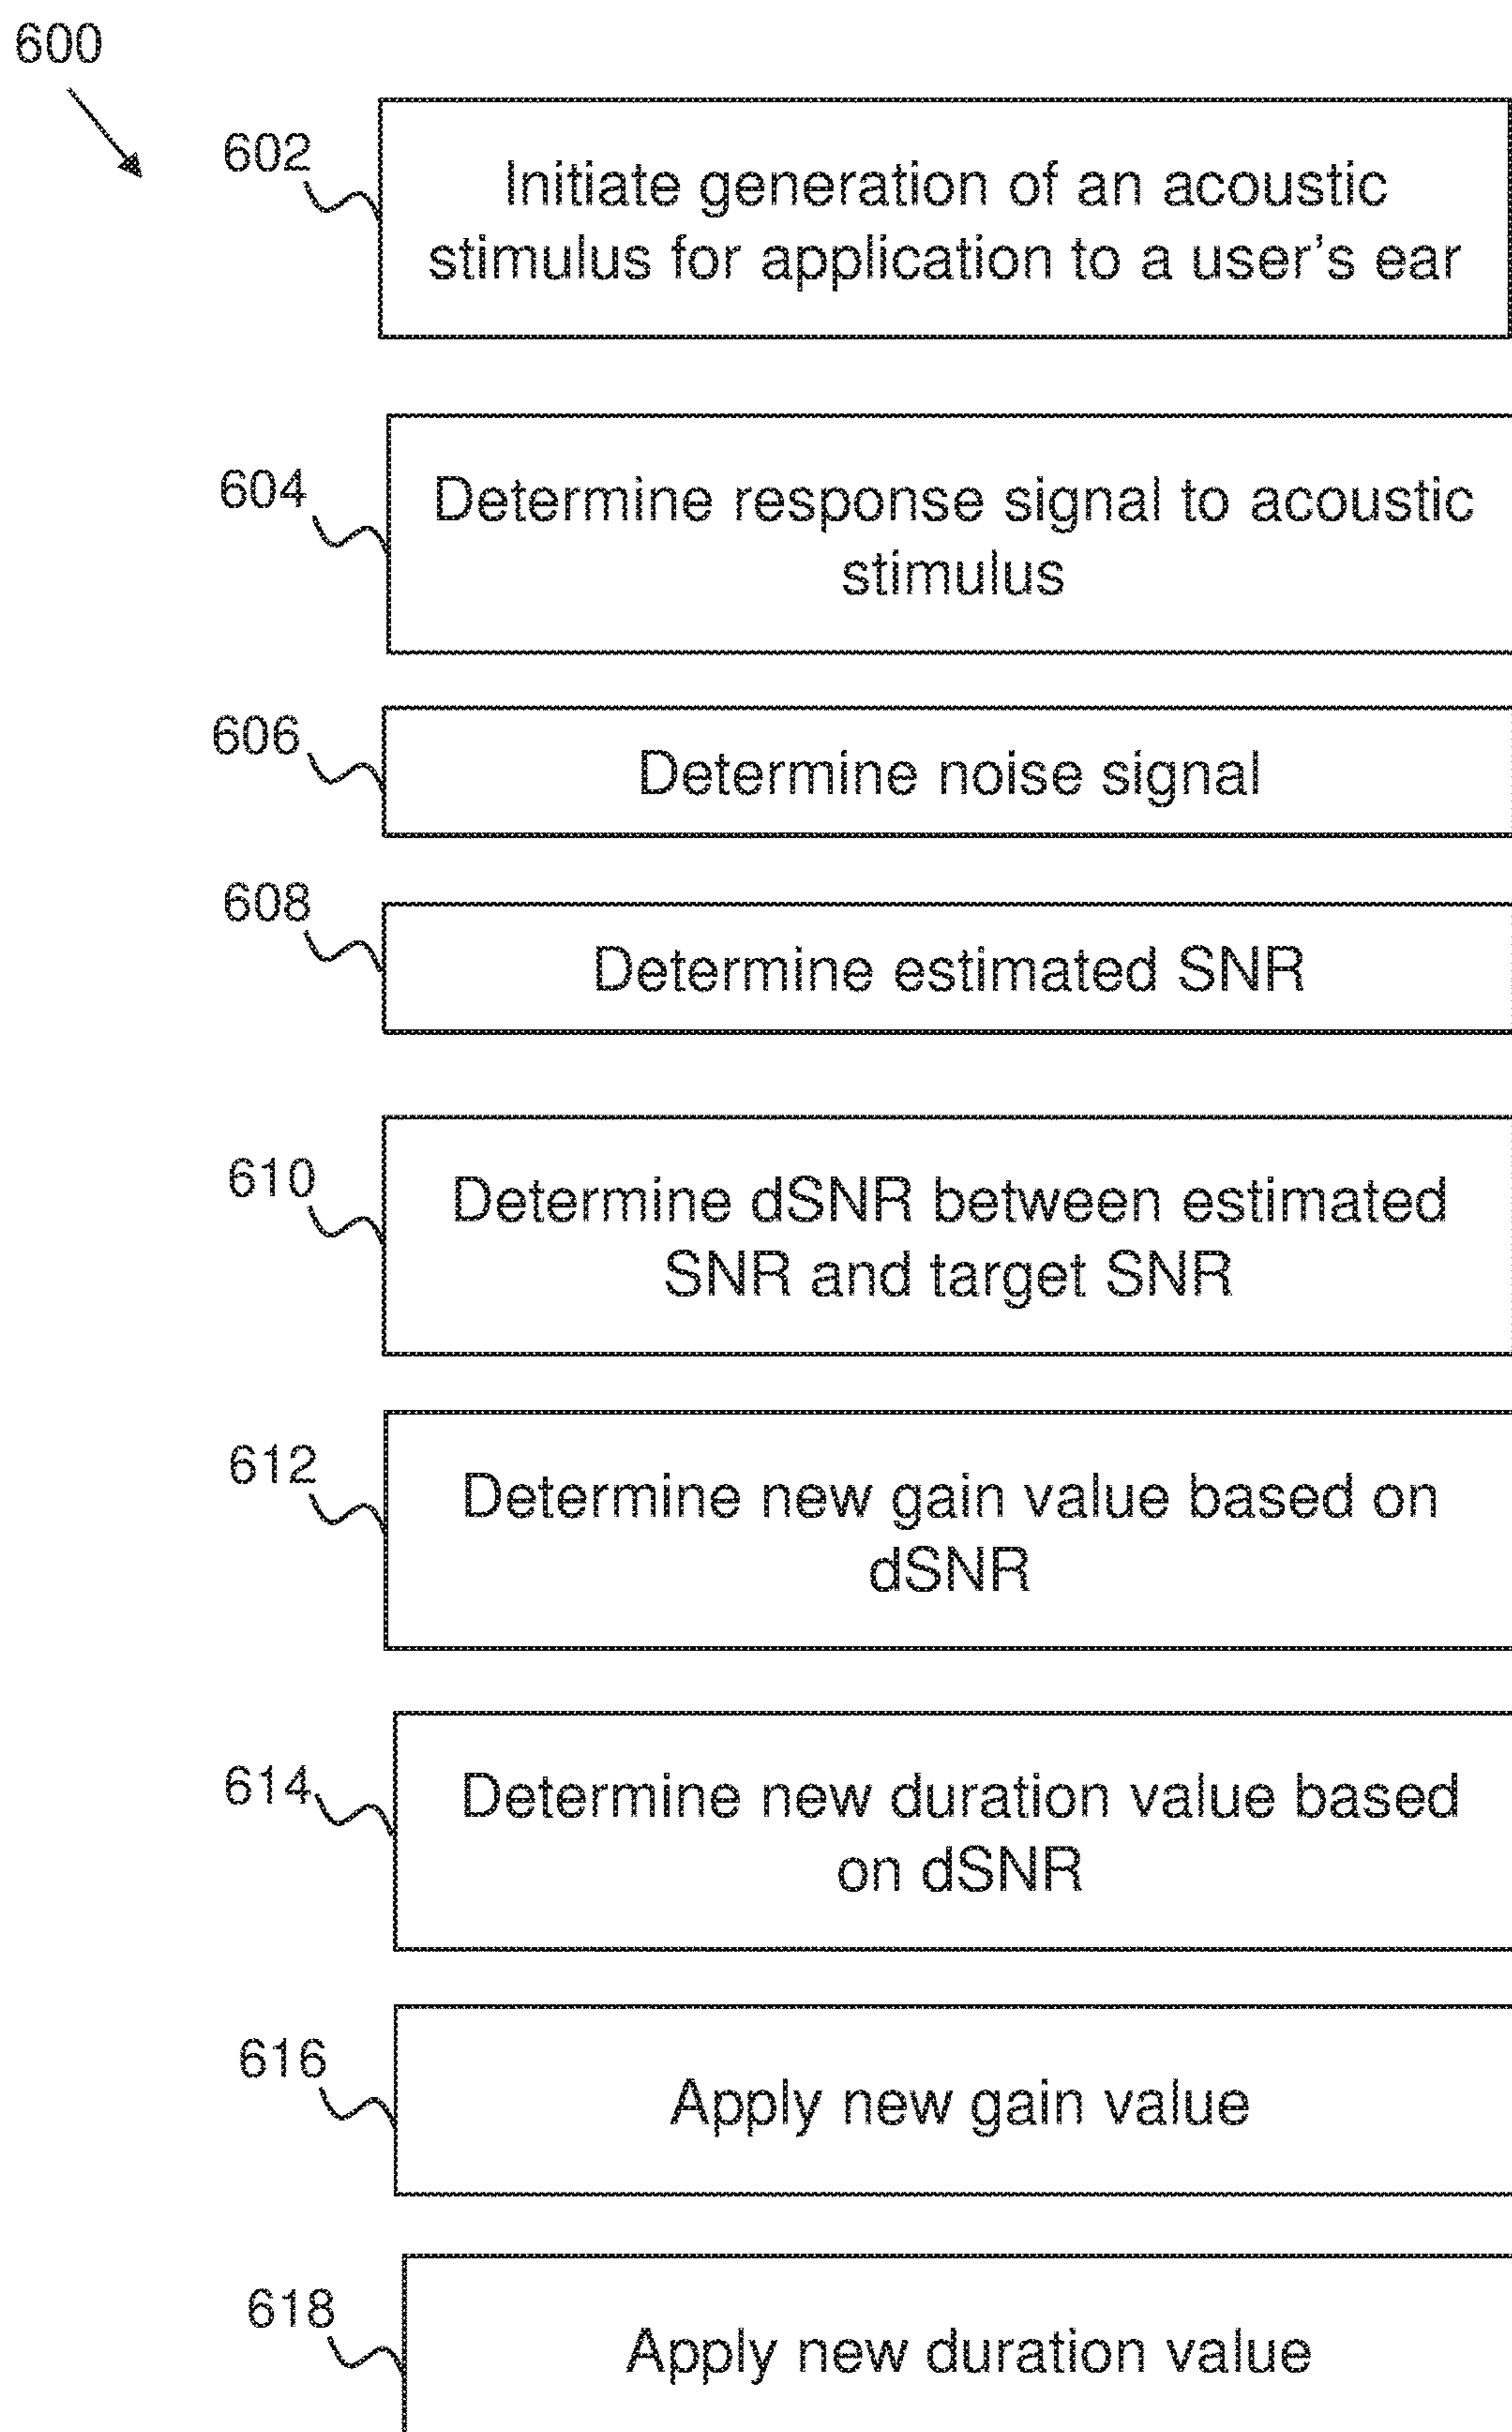 600
602
Initiate generation of an acoustic
stimulus for application to a user's ear
604
Determine response signal to acoustic
stimulus
606
Determine noise signal
608
Determine estimated SNR
610
Determine dSNR between estimated
SNR and target SNR
612
Determine new gain value based on
dSNR
614
Determine new duration value based
on dSNR
616
Apply new gain value
618
Apply new duration value